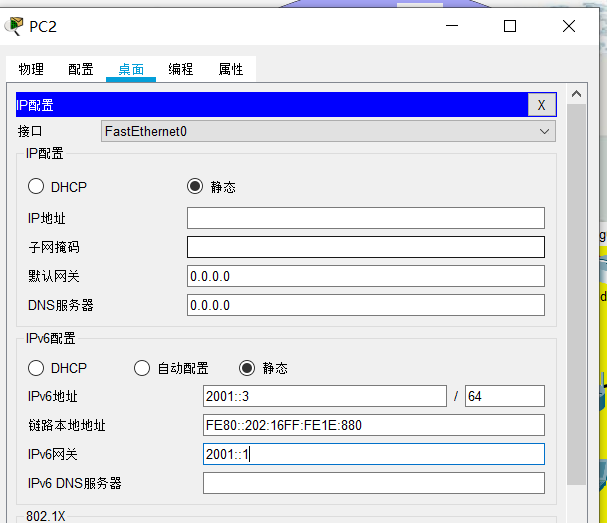 PC2
物理 配置 桌面 编程 属性
IP配置 X
接口 FastEthernet0
IP配置
DHCP 静态
IP地址
子网掩码
默认网关 0.0.0.0
DNS服务器 0.0.0.0
IPv6配置
DHCP 自动配置 静态
IPv6地址 2001::3 / 64
链路本地地址 FE80::202:16FF:FE1E:880
IPv6网关 2001::1
IPv6 DNS服务器
802.1X
g
d